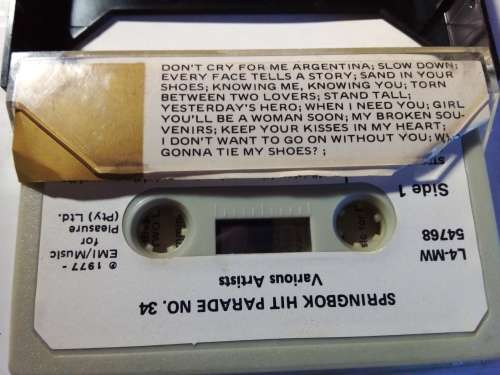 DON'T CRY FOR ME ARGENTINA; SLOW DOWN;
EVERY FACE TELLS A STORY; SAND IN YOUR
SHOES; KNOWING ME, KNOWING YOU; TORN
BETWEEN TWO LOVERS; STAND TALL;
YESTERDAY'S HERO; WHEN I NEED YOU; GIRL
YOU'LL BE A WOMAN SOON; MY BROKEN SOU-
VENIRS; KEEP YOUR KISSES IN MY HEART;
I DON'T WANT TO GO ON WITHOUT YOU;
GONNA TIE MY SHOES? ;
SPRINGBOK HIT PARADE NO. 34
Various Artists
L4-MW
54768
Side 1
℗ 1977 -
EMI/Music
for
Pleasure
(Pty) Ltd.